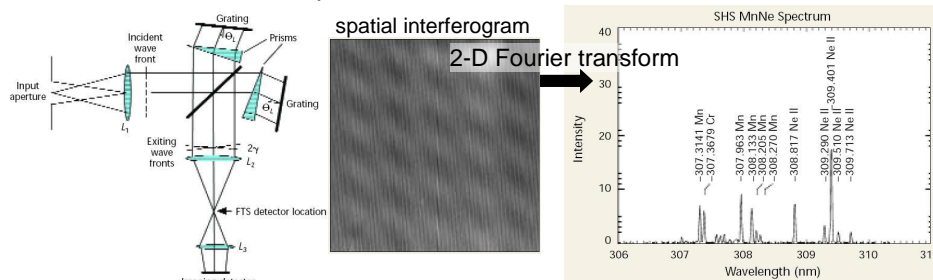 Grating
ΘL
Prisms
Incident
wave
front
Input
aperture
Grating
ΘL
L1
Exiting
wave
fronts
2γ
L2
FTS detector location
L3
spatial interferogram
2-D Fourier transform
SHS MnNe Spectrum
Intensity
40
30
20
10
0
307.3141 Mn
307.3679 Cr
307.963 Mn
308.133 Mn
308.205 Mn
308.270 Mn
308.817 Ne II
309.290 Ne II
309.401 Ne II
309.510 Ne II
309.713 Ne II
306
307
308
309
310
Wavelength (nm)